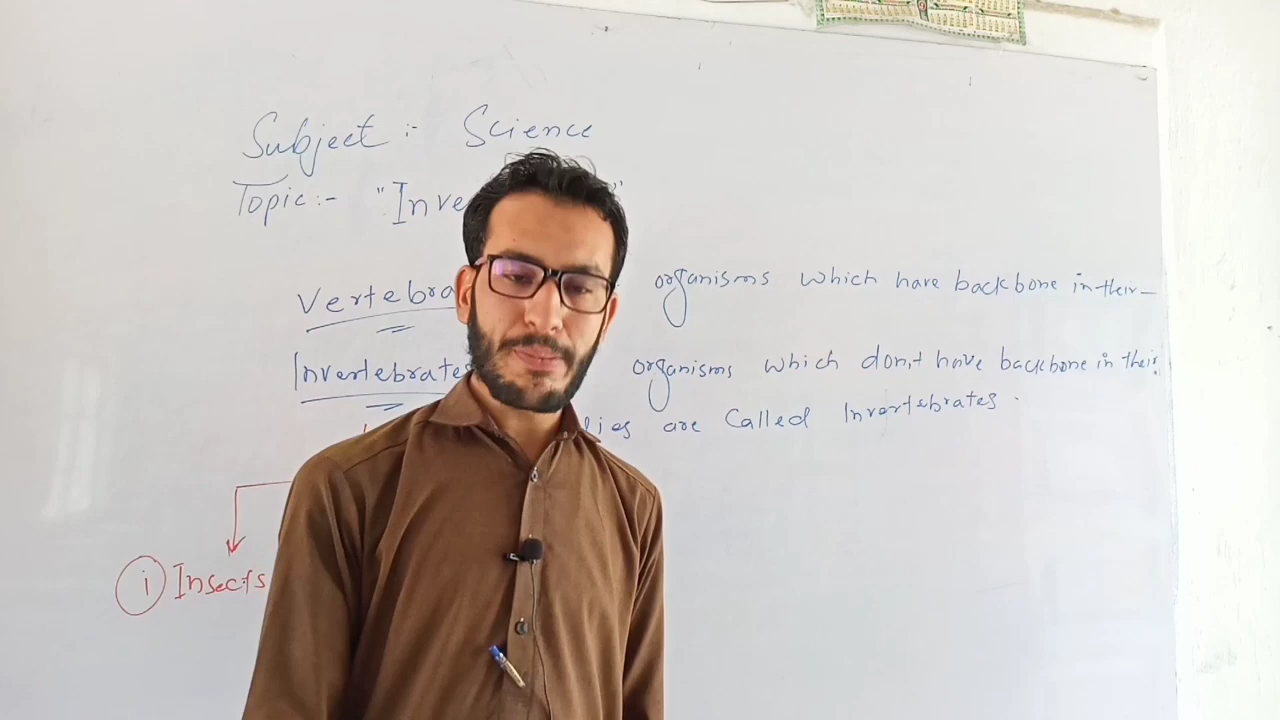 Subject :- Science
Topic :- "Inve
Vertebra organisms which have backbone in their
Invertebrates organisms which don,t have backbone in their
lies are Called Invertebrates.
i Insects